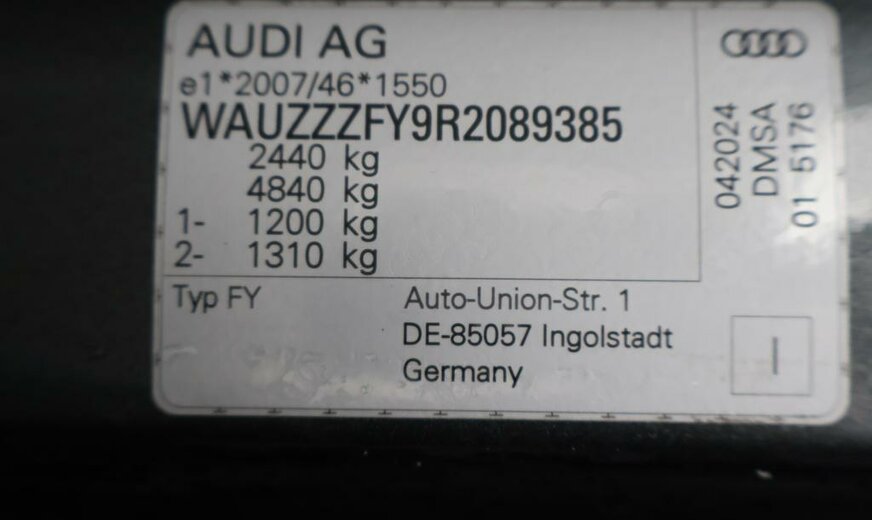 AUDI AG
e1*2007/46*1550
WAUZZZFY9R2089385
2440 kg
4840 kg
1- 1200 kg
2- 1310 kg
Typ FY
Auto-Union-Str. 1
DE-85057 Ingolstadt
Germany
042024
DMSA
01 5176